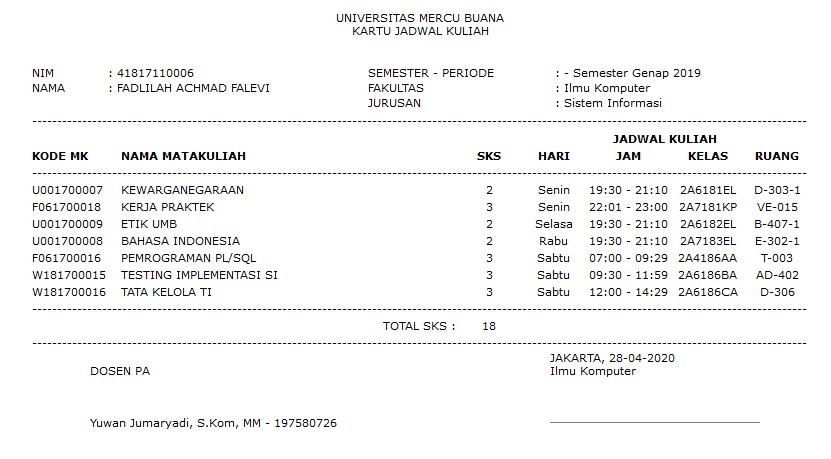 UNIVERSITAS MERCU BUANA
KARTU JADWAL KULIAH
NIM : 41817110006 SEMESTER - PERIODE : - Semester Genap 2019
NAMA : FADLILAH ACHMAD FALEVI FAKULTAS : Ilmu Komputer
JURUSAN : Sistem Informasi
JADWAL KULIAH
KODE MK NAMA MATAKULIAH SKS HARI JAM KELAS RUANG
U001700007 KEWARGANEGARAAN 2 Senin 19:30 - 21:10 2A6181EL D-303-1
F061700018 KERJA PRAKTEK 3 Senin 22:01 - 23:00 2A7181KP VE-015
U001700009 ETIK UMB 2 Selasa 19:30 - 21:10 2A6182EL B-407-1
U001700008 BAHASA INDONESIA 2 Rabu 19:30 - 21:10 2A7183EL E-302-1
F061700016 PEMROGRAMAN PL/SQL 3 Sabtu 07:00 - 09:29 2A4186AA T-003
W181700015 TESTING IMPLEMENTASI SI 3 Sabtu 09:30 - 11:59 2A6186BA AD-402
W181700016 TATA KELOLA TI 3 Sabtu 12:00 - 14:29 2A6186CA D-306
TOTAL SKS : 18
JAKARTA, 28-04-2020
DOSEN PA Ilmu Komputer
Yuwan Jumaryadi, S.Kom, MM - 197580726